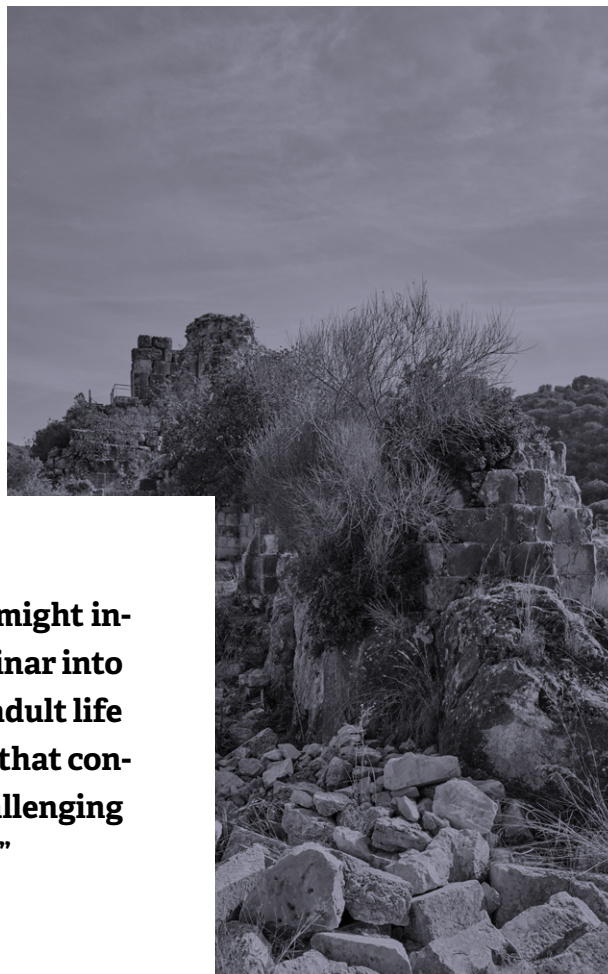 might in-
inar into
adult life
that con-
allenging
”